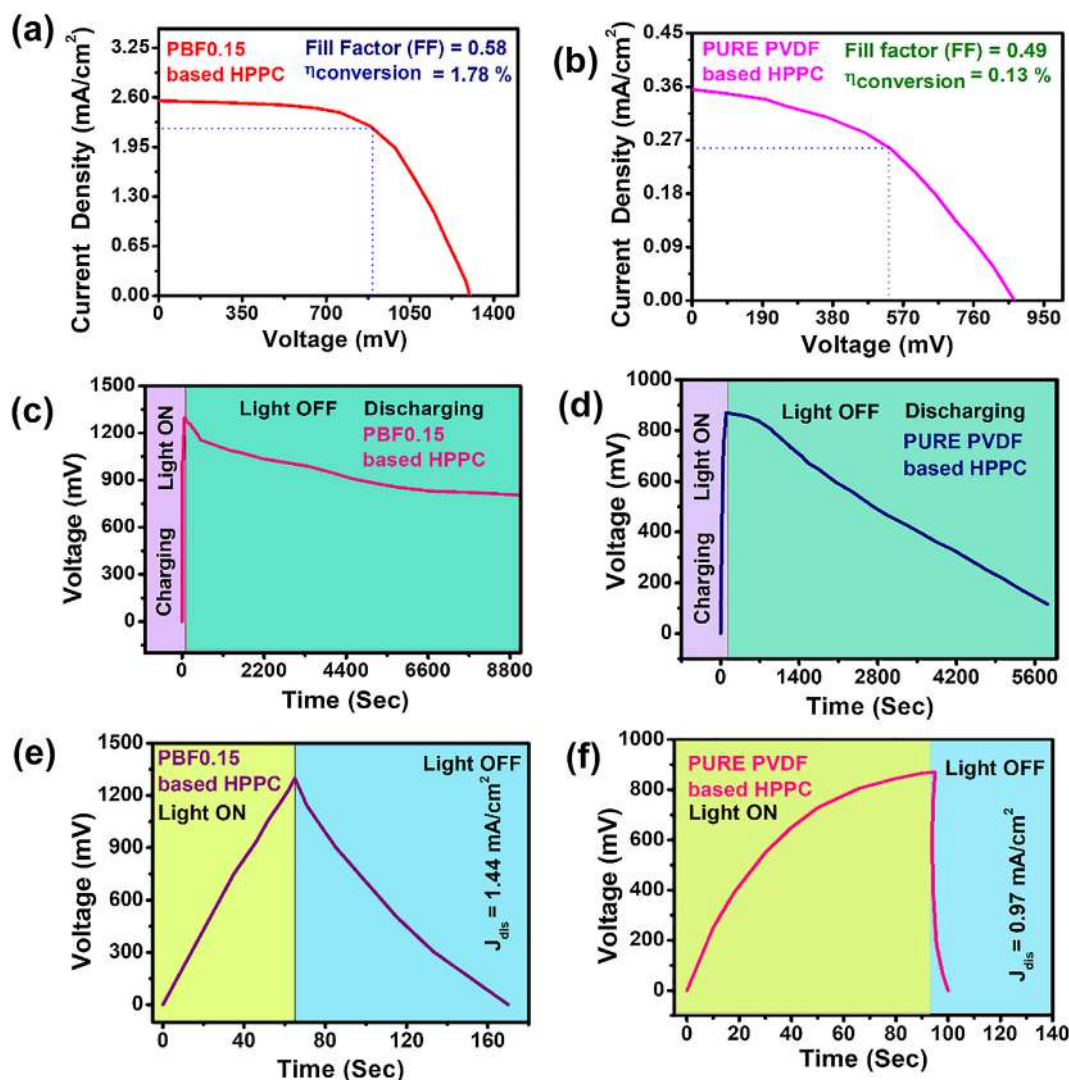 (a)
PBF0.15
based HPPC
Fill Factor (FF) = 0.58
ηconversion = 1.78 %
Current Density (mA/cm²)
3.25
2.60
1.95
1.30
0.65
0.00
0 350 700 1050 1400
Voltage (mV)
(b)
PURE PVDF
based HPPC
Fill factor (FF) = 0.49
ηconversion = 0.13 %
Current Density (mA/cm²)
0.45
0.36
0.27
0.18
0.09
0.00
0 190 380 570 760 950
Voltage (mV)
(c)
Light OFF Discharging
PBF0.15
based HPPC
Charging Light ON
Voltage (mV)
1500
1200
900
600
300
0
0 2200 4400 6600 8800
Time (Sec)
(d)
Light OFF Discharging
PURE PVDF
based HPPC
Charging Light ON
Voltage (mV)
1000
800
600
400
200
0
0 1400 2800 4200 5600
Time (Sec)
(e)
PBF0.15
based HPPC
Light ON
Light OFF
J_dis = 1.44 mA/cm²
Voltage (mV)
1500
1200
900
600
300
0
0 40 80 120 160
Time (Sec)
(f)
PURE PVDF
based HPPC
Light ON
Light OFF
J_dis = 0.97 mA/cm²
Voltage (mV)
1000
800
600
400
200
0
0 20 40 60 80 100 120 140
Time (Sec)